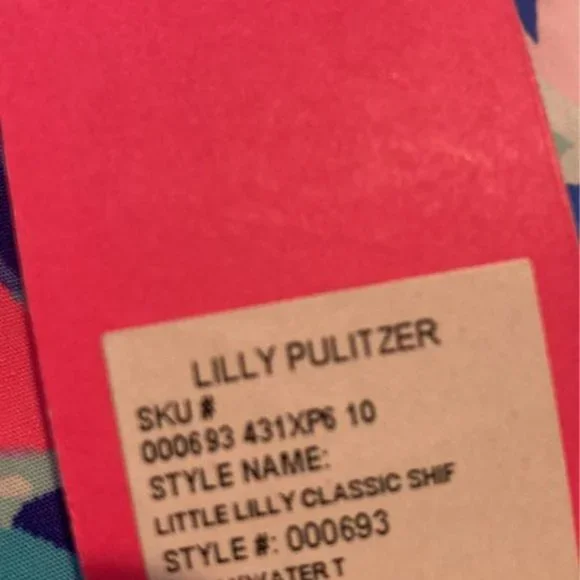 LILLY PULITZER
SKU #
000693 431XP6 10
STYLE NAME:
LITTLE LILLY CLASSIC SHIF
STYLE #: 000693